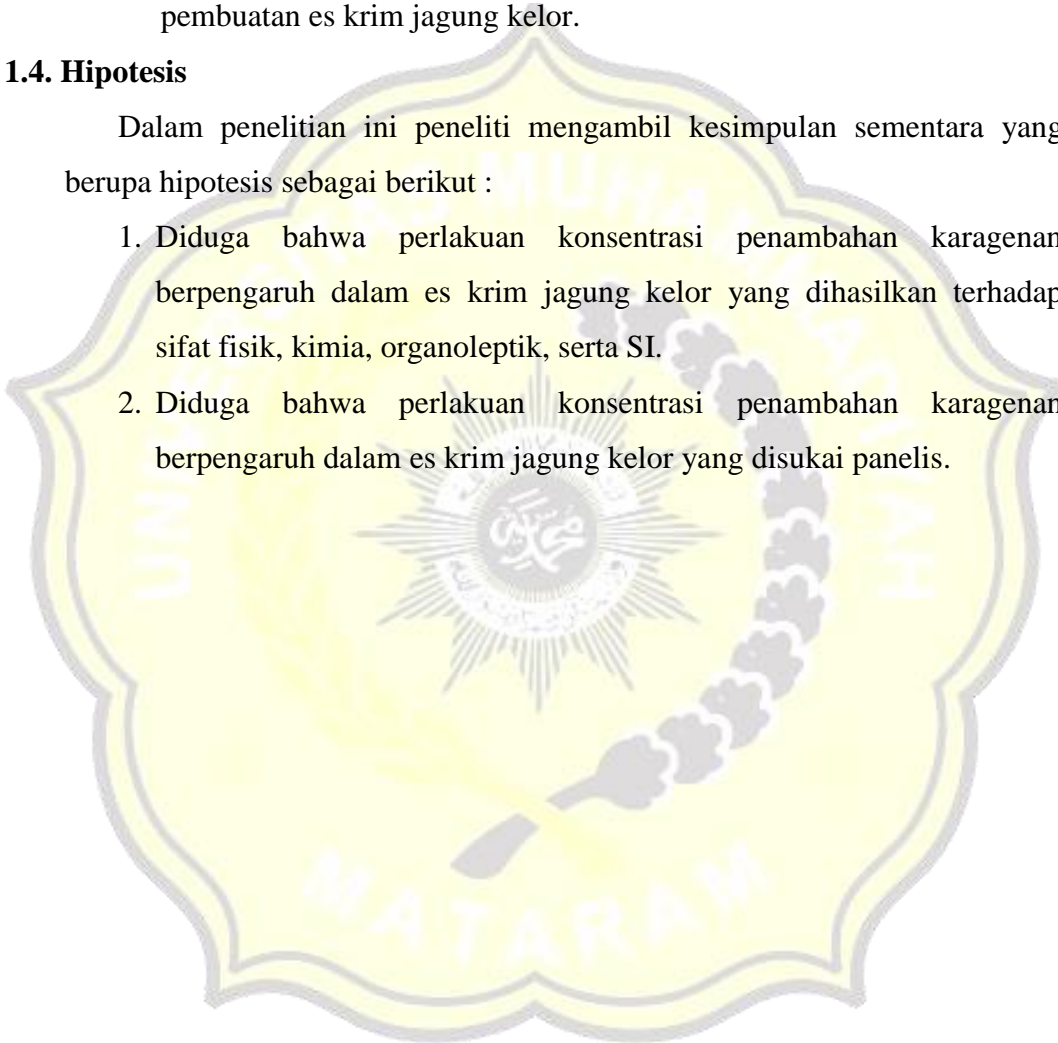 pembuatan es krim jagung kelor.
1.4. Hipotesis
Dalam penelitian ini peneliti mengambil kesimpulan sementara yang
berupa hipotesis sebagai berikut :
1. Diduga bahwa perlakuan konsentrasi penambahan karagenan
berpengaruh dalam es krim jagung kelor yang dihasilkan terhadap
sifat fisik, kimia, organoleptik, serta SI.
2. Diduga bahwa perlakuan konsentrasi penambahan karagenan
berpengaruh dalam es krim jagung kelor yang disukai panelis.
UNIVERSITAS MUHAMMADIYAH
MATARAM